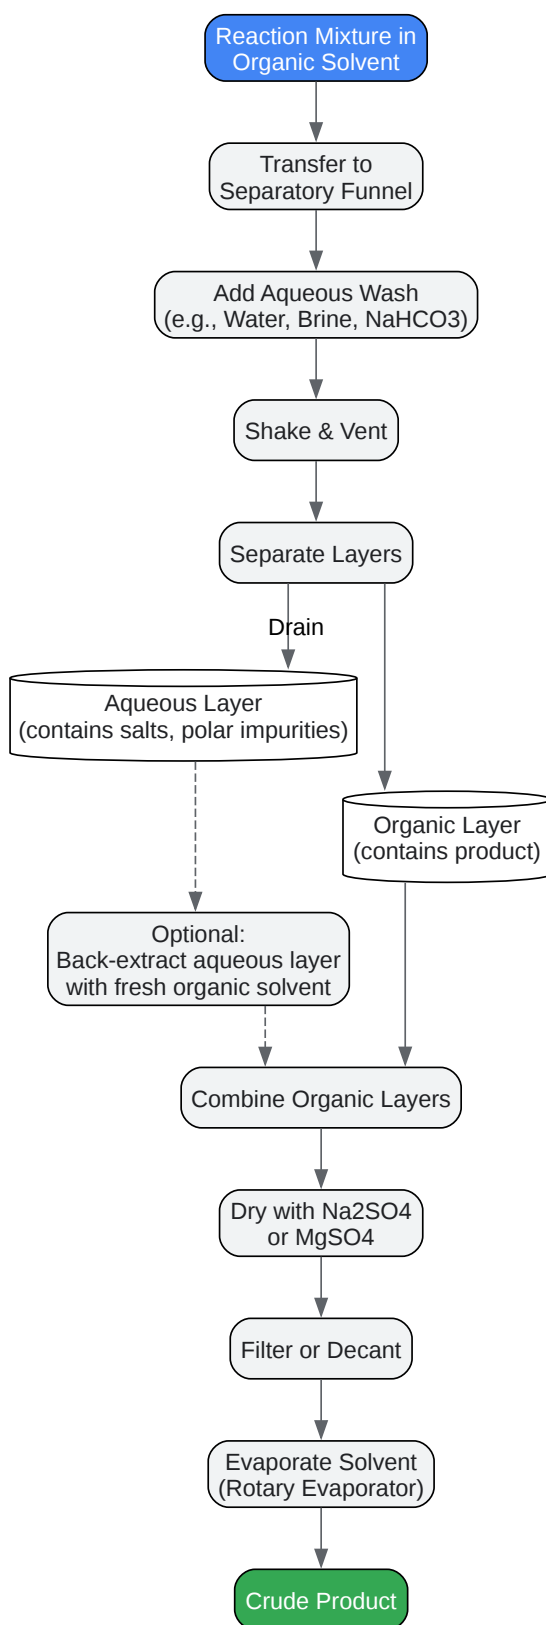 Reaction Mixture in
Organic Solvent
Transfer to
Separatory Funnel
Add Aqueous Wash
(e.g., Water, Brine, NaHCO3)
Shake & Vent
Separate Layers
Drain
Aqueous Layer
(contains salts, polar impurities)
Organic Layer
(contains product)
Optional:
Back-extract aqueous layer
with fresh organic solvent
Combine Organic Layers
Dry with Na2SO4
or MgSO4
Filter or Decant
Evaporate Solvent
(Rotary Evaporator)
Crude Product